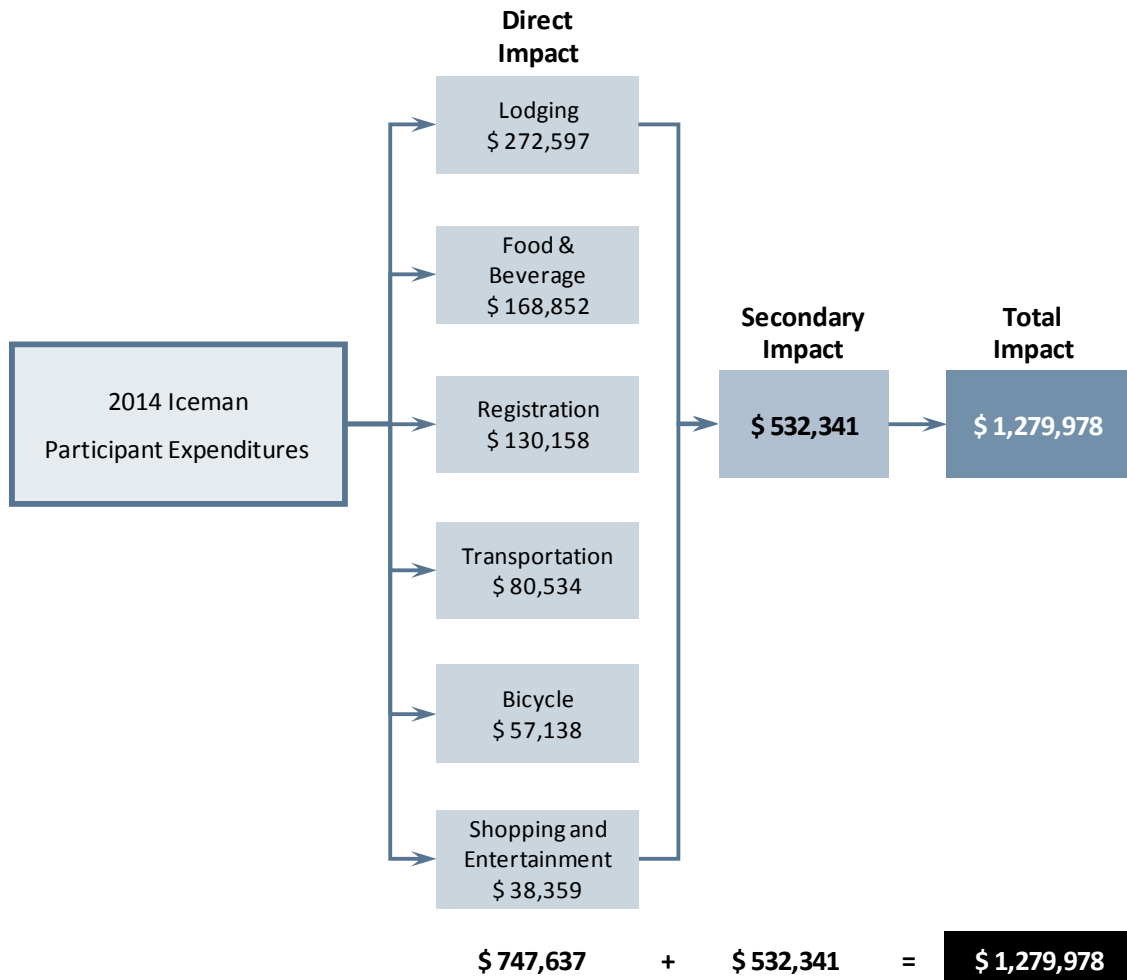 Direct
Impact
Lodging
$ 272,597
Food &
Beverage
$ 168,852
Secondary
Impact
Total
Impact
2014 Iceman
Participant Expenditures
Registration
$ 130,158
$ 532,341
$ 1,279,978
Transportation
$ 80,534
Bicycle
$ 57,138
Shopping and
Entertainment
$ 38,359
$ 747,637 + $ 532,341 = $ 1,279,978